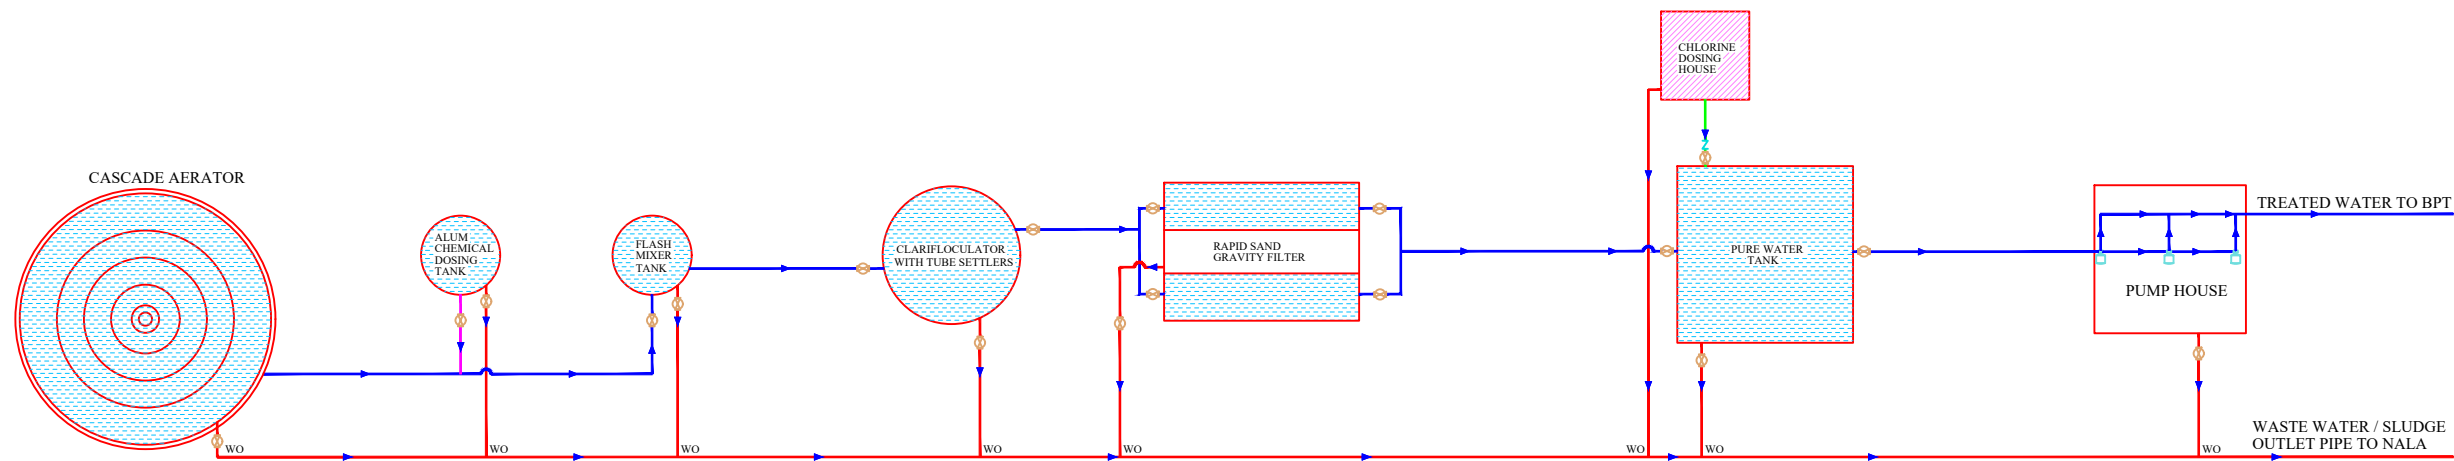 CASCADE AERATOR
ALUM
CHEMICAL
DOSING
TANK
FLASH
MIXER
TANK
CLARIFLOCULATOR
WITH TUBE SETTLERS
RAPID SAND
GRAVITY FILTER
CHLORINE
DOSING
HOUSE
Z
PURE WATER
TANK
PUMP HOUSE
TREATED WATER TO BPT
WO
WO
WO
WO
WO
WO
WO
WO
WASTE WATER / SLUDGE
OUTLET PIPE TO NALA